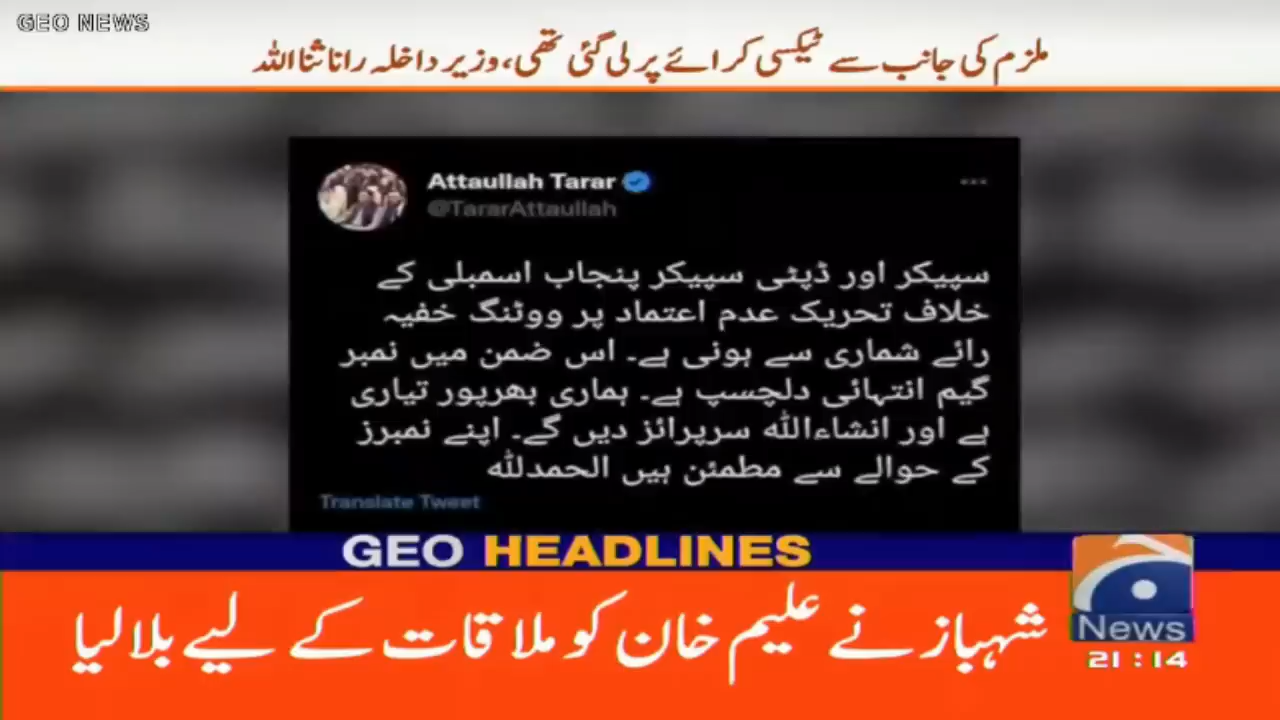 GEO NEWS
ملزم کی جانب سے ٹیکسی کرائے پر لی گئی تھی، وزیر داخلہ رانا ثنا اللہ
Attaullah Tarar
@TararAttaullah
سپیکر اور ڈپٹی سپیکر پنجاب اسمبلی کے
خلاف تحریک عدم اعتماد پر ووٹنگ خفیہ
رائے شماری سے ہونی ہے۔ اس ضمن میں نمبر
گیم انتہائی دلچسپ ہے۔ ہماری بھرپور تیاری
ہے اور انشاءاللّٰہ سرپرائز دیں گے۔ اپنے نمبرز
کے حوالے سے مطمئن ہیں الحمدللّٰہ
Translate Tweet
GEO HEADLINES
شہباز نے علیم خان کو ملاقات کے لیے بلا لیا
News
21:14